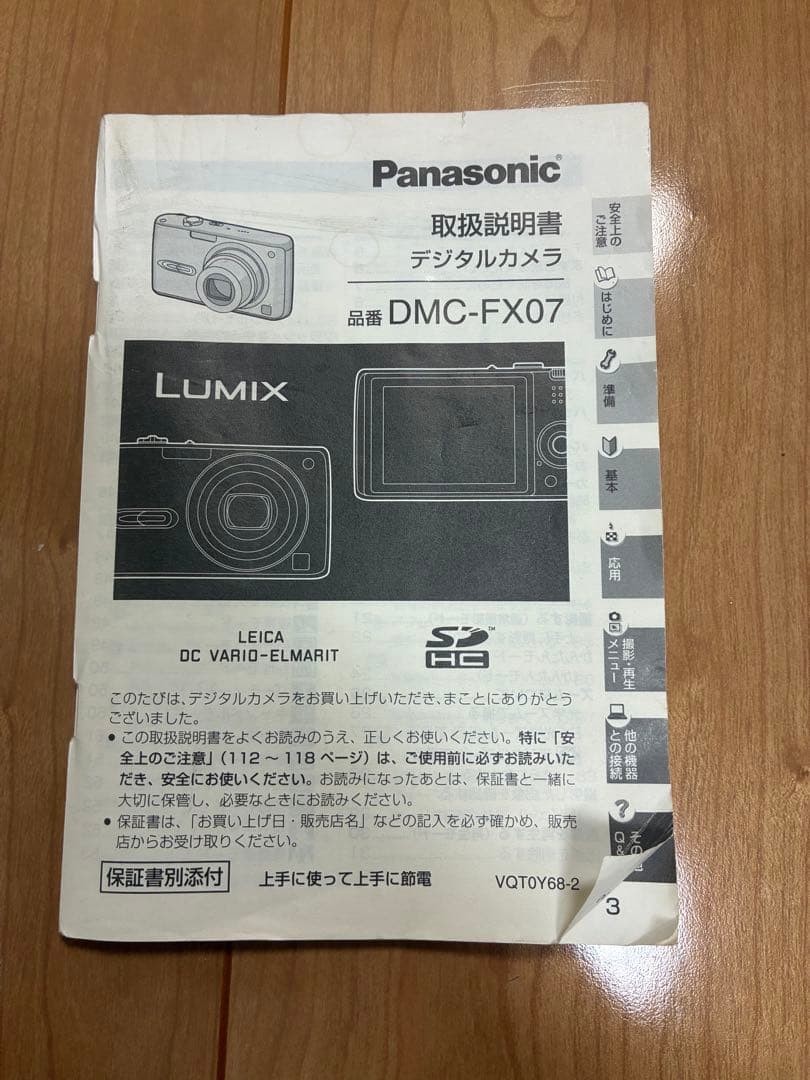 Panasonic®
取扱説明書
デジタルカメラ
品番 DMC-FX07
LUMIX
LEICA
DC VARIO-ELMARIT
SD™
HC
このたびは、デジタルカメラをお買い上げいただき、まことにありがとう
ございました。
● この取扱説明書をよくお読みのうえ、正しくお使いください。特に「安
全上のご注意」（112 ～ 118 ページ）は、ご使用前に必ずお読みいた
だき、安全にお使いください。お読みになったあとは、保証書と一緒に
大切に保管し、必要なときにお読みください。
● 保証書は、「お買い上げ日・販売店名」などの記入を必ず確かめ、販売
店からお受け取りください。
保証書別添付
上手に使って上手に節電
VQT0Y68-2
安全上の
ご注意
はじめに
準備
基本
応用
撮影・再生
メニュー
他の機器
との接続
?
その他
Q&
3